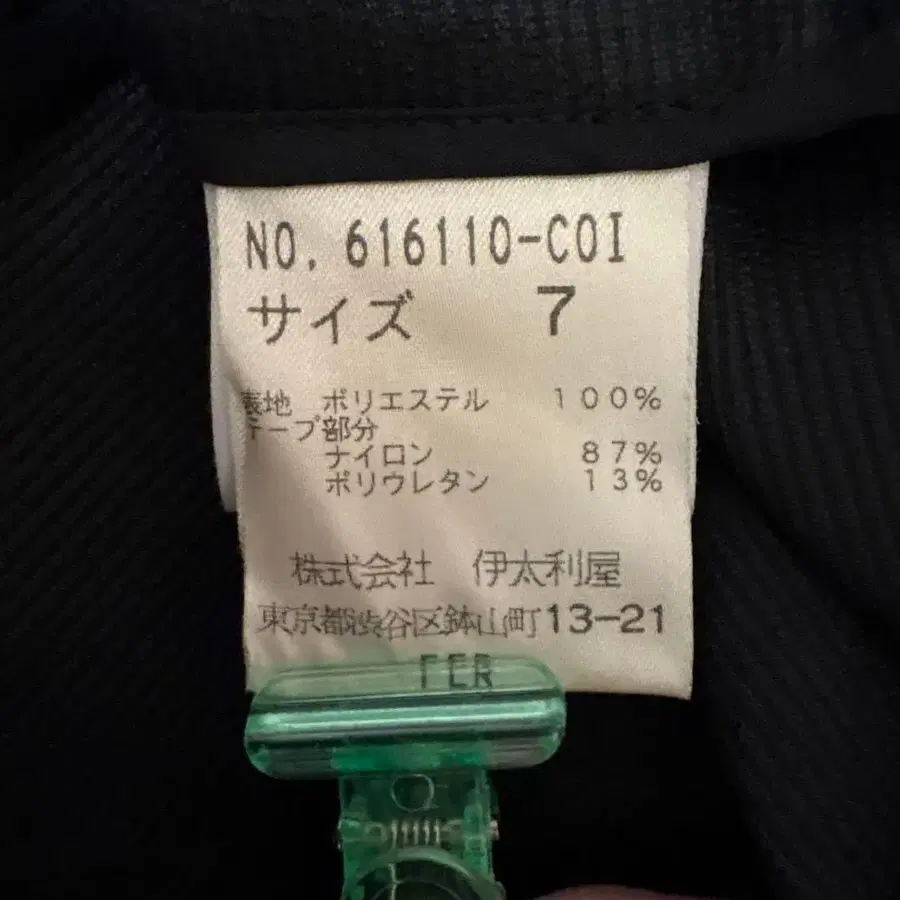 NO. 616110-COI
サイズ 7
表地 ポリエステル 100%
テープ部分
ナイロン 87%
ポリウレタン 13%
株式会社 伊太利屋
東京都渋谷区鉢山町13-21